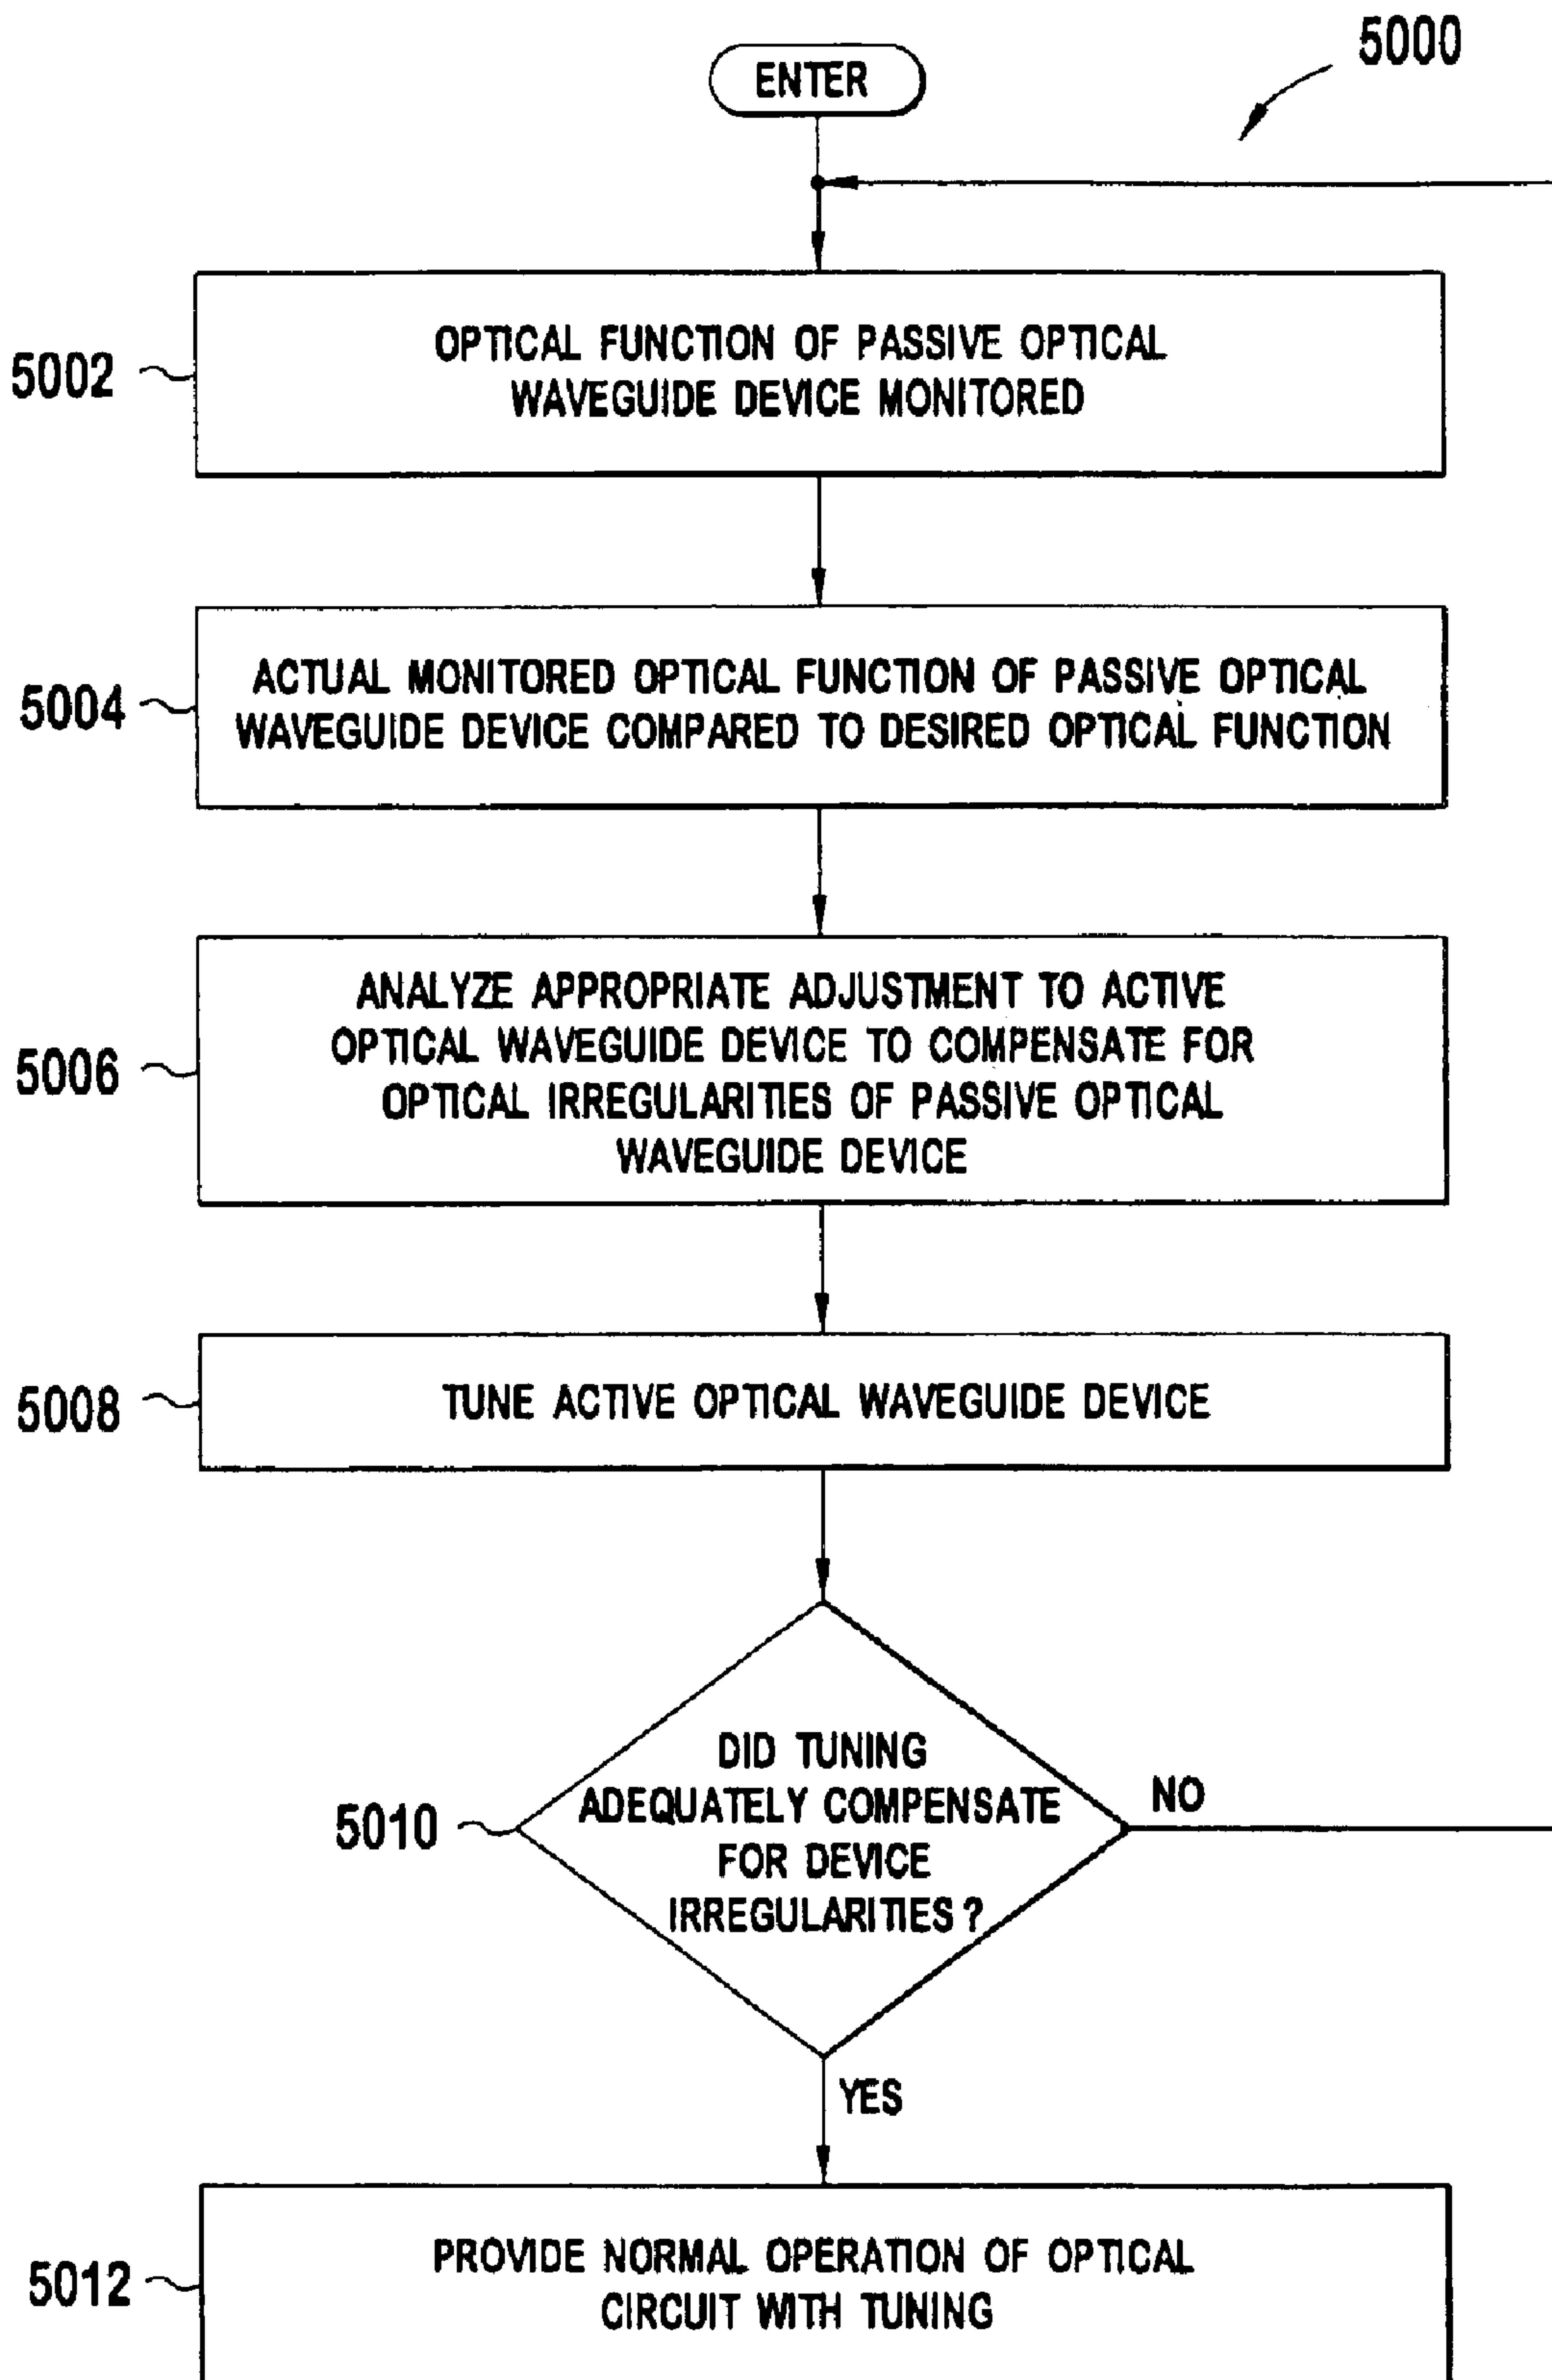 5000
ENTER
5002
OPTICAL FUNCTION OF PASSIVE OPTICAL
WAVEGUIDE DEVICE MONITORED
5004
ACTUAL MONITORED OPTICAL FUNCTION OF PASSIVE OPTICAL
WAVEGUIDE DEVICE COMPARED TO DESIRED OPTICAL FUNCTION
5006
ANALYZE APPROPRIATE ADJUSTMENT TO ACTIVE
OPTICAL WAVEGUIDE DEVICE TO COMPENSATE FOR
OPTICAL IRREGULARITIES OF PASSIVE OPTICAL
WAVEGUIDE DEVICE
5008
TUNE ACTIVE OPTICAL WAVEGUIDE DEVICE
5010
DID TUNING
ADEQUATELY COMPENSATE
FOR DEVICE
IRREGULARITIES?
NO
YES
5012
PROVIDE NORMAL OPERATION OF OPTICAL
CIRCUIT WITH TUNING